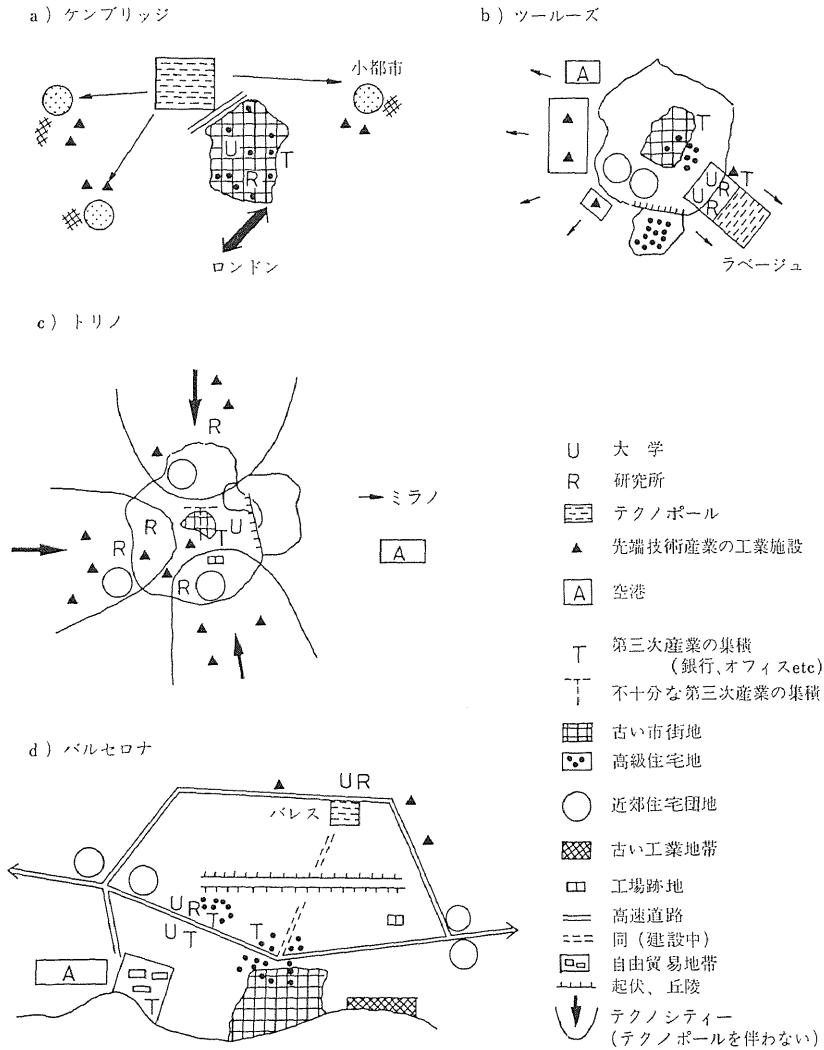 a）ケンブリッジ
小都市
U
T
R
ロンドン
b）ツールーズ
A
T
U
R
T
U
R
ラベージュ
c）トリノ
R
R
U
T
R
R
→ミラノ
A
d）バルセロナ
UR
バレス
U
R
T
U
T
T
A
T
U 大学
R 研究所
テクノポール
先端技術産業の工業施設
A 空港
T 第三次産業の集積
（銀行、オフィスetc）
不十分な第三次産業の集積
古い市街地
高級住宅地
近郊住宅団地
古い工業地帯
工場跡地
高速道路
同（建設中）
自由貿易地帯
起伏、丘陵
テクノシティー
（テクノポールを伴わない）